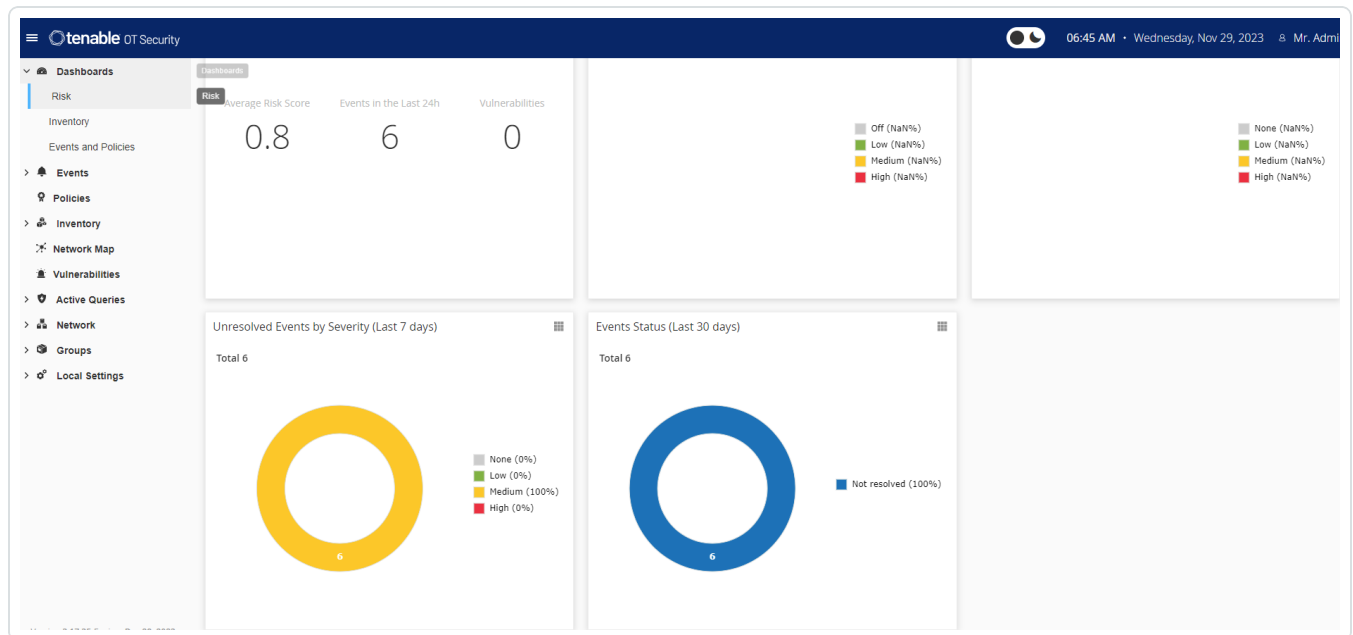 tenable OT Security
06:45 AM • Wednesday, Nov 29, 2023 Mr. Admi
Dashboards
Risk
Inventory
Events and Policies
Events
Policies
Inventory
Network Map
Vulnerabilities
Active Queries
Network
Groups
Local Settings
Dashboards
Risk
Average Risk Score
0.8
Events in the Last 24h
6
Vulnerabilities
0
Off (NaN%)
Low (NaN%)
Medium (NaN%)
High (NaN%)
None (NaN%)
Low (NaN%)
Medium (NaN%)
High (NaN%)
Unresolved Events by Severity (Last 7 days)
Total 6
6
None (0%)
Low (0%)
Medium (100%)
High (0%)
Events Status (Last 30 days)
Total 6
6
Not resolved (100%)